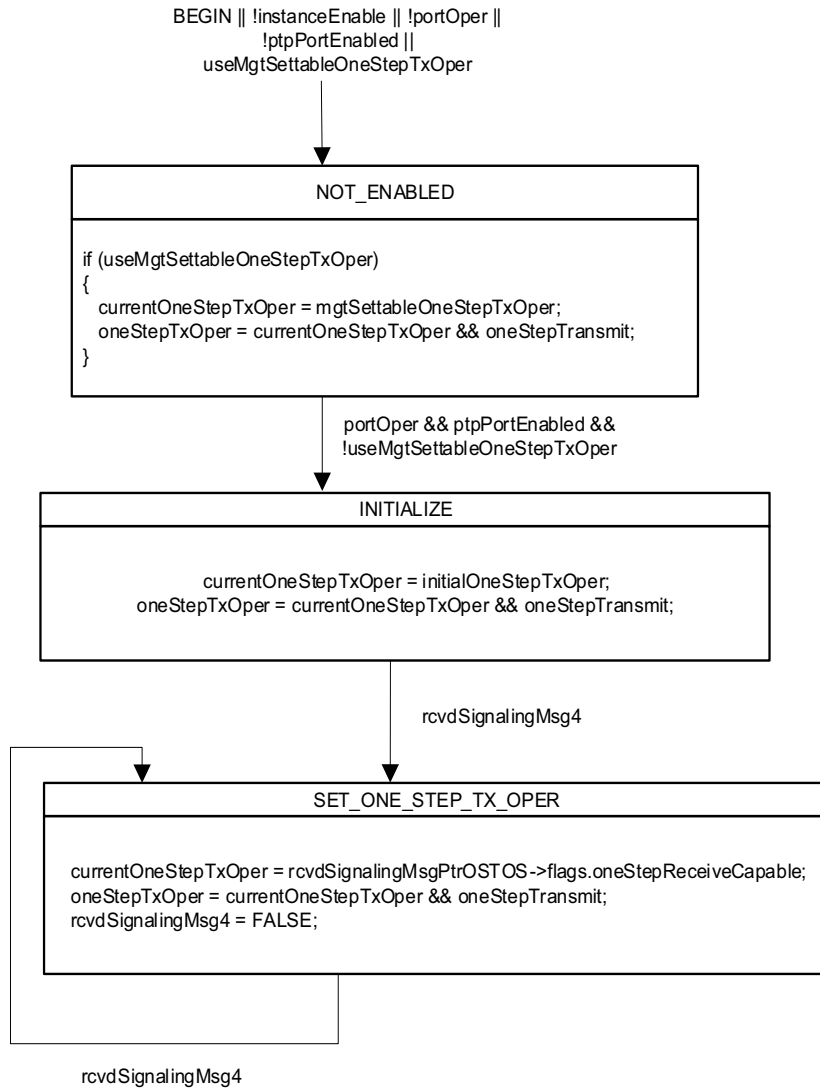 BEGIN || !instanceEnable || !portOper ||
!ptpPortEnabled ||
useMgtSettableOneStepTxOper
NOT_ENABLED
if (useMgtSettableOneStepTxOper)
{
currentOneStepTxOper = mgtSettableOneStepTxOper;
oneStepTxOper = currentOneStepTxOper && oneStepTransmit;
}
portOper && ptpPortEnabled &&
!useMgtSettableOneStepTxOper
INITIALIZE
currentOneStepTxOper = initialOneStepTxOper;
oneStepTxOper = currentOneStepTxOper && oneStepTransmit;
rcvdSignalingMsg4
SET_ONE_STEP_TX_OPER
currentOneStepTxOper = rcvdSignalingMsgPtrOSTOS->flags.oneStepReceiveCapable;
oneStepTxOper = currentOneStepTxOper && oneStepTransmit;
rcvdSignalingMsg4 = FALSE;
rcvdSignalingMsg4